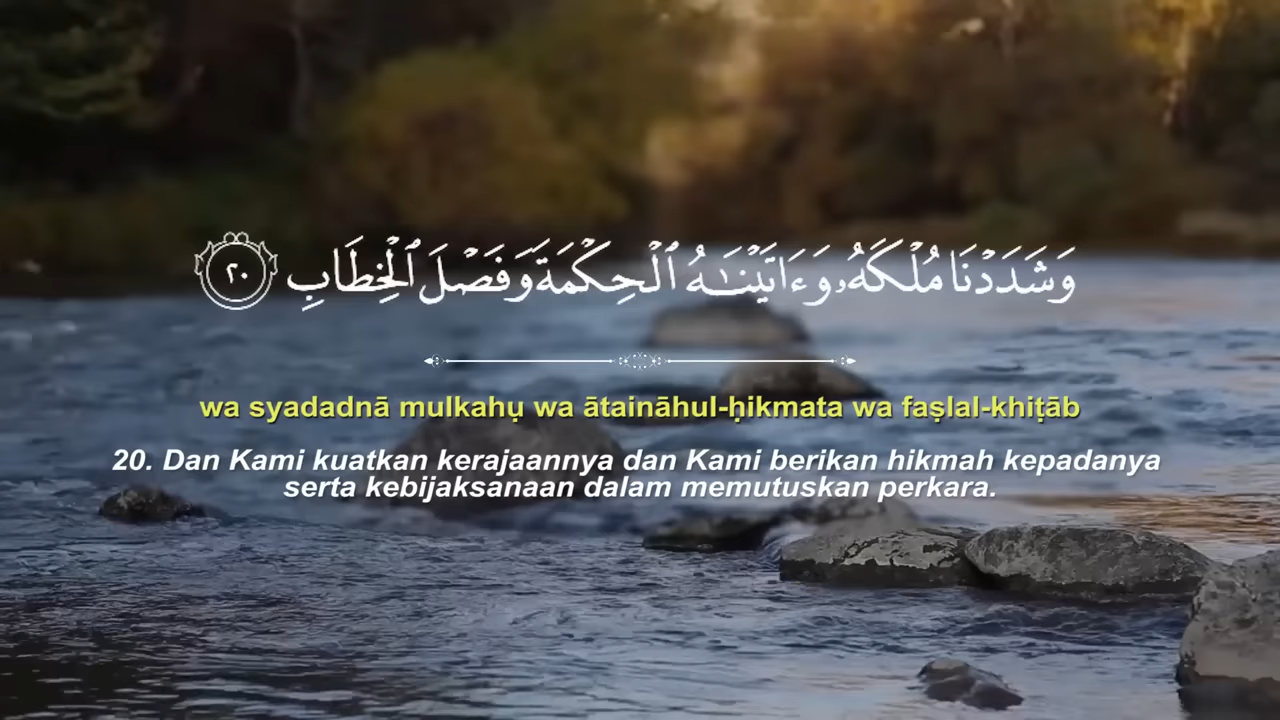 وَشَدَدْنَا مُلْكَهُۥ وَءَاتَيْنَـٰهُ ٱلْحِكْمَةَ وَفَصْلَ ٱلْخِطَابِ ٢٠
wa syadadnā mulkahụ wa ātaināhul-ḥikmata wa faṣlal-khiṭāb
20. Dan Kami kuatkan kerajaannya dan Kami berikan hikmah kepadanya
serta kebijaksanaan dalam memutuskan perkara.